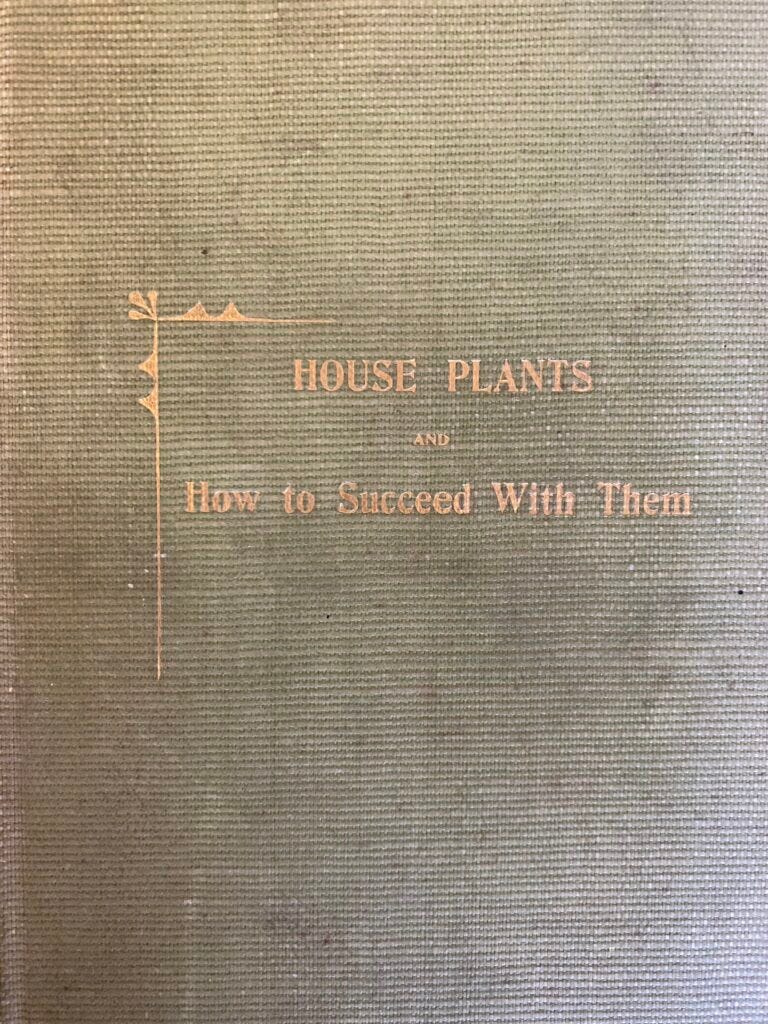 HOUSE PLANTS
AND
How to Succeed With Them